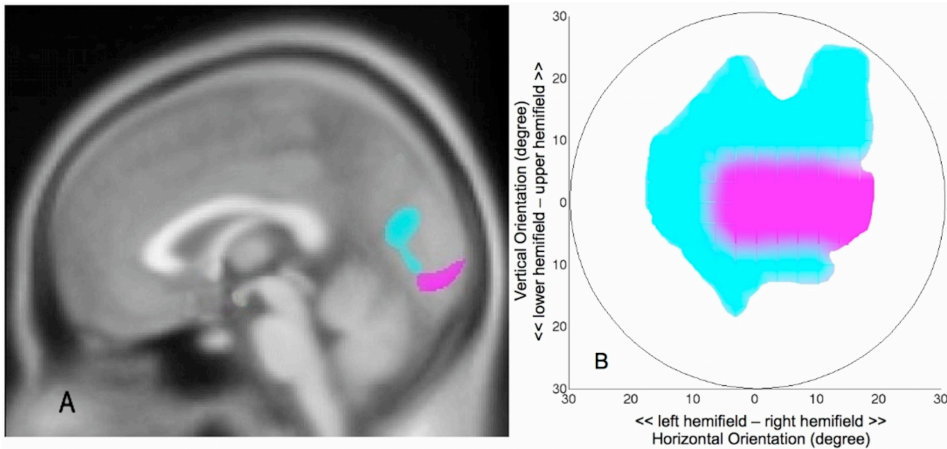 A
B
Vertical Orientation (degree)
<< lower hemifield – upper hemifield >>
30
20
10
0
10
20
30
30 20 10 0 10 20 30
<< left hemifield – right hemifield >>
Horizontal Orientation (degree)